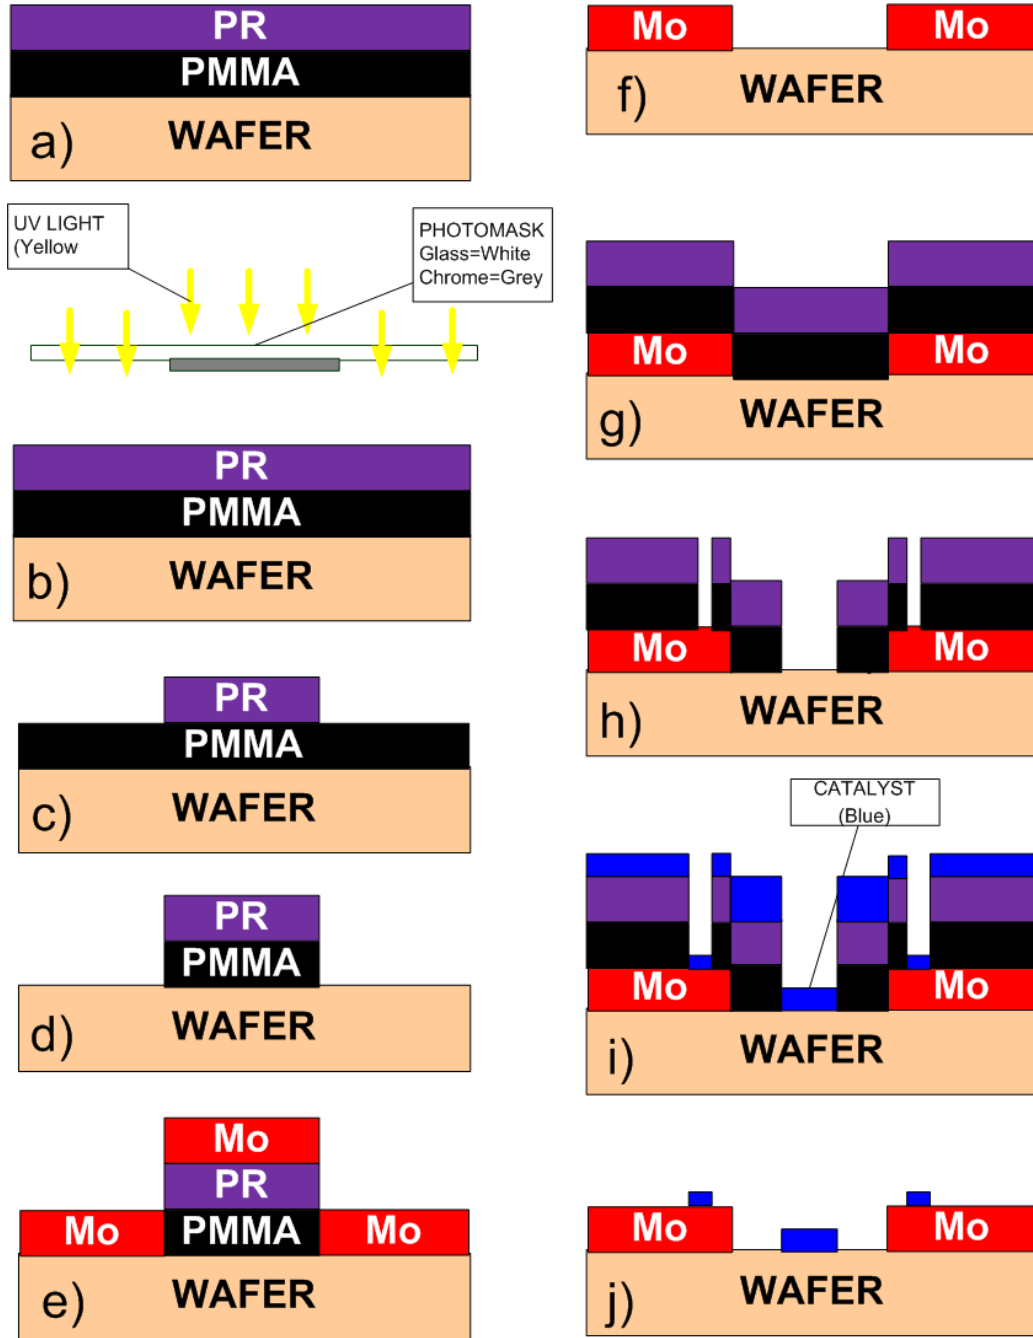 PR
PMMA
WAFER
a)
UV LIGHT
(Yellow
PHOTOMASK
Glass=White
Chrome=Grey
PR
PMMA
WAFER
b)
PR
PMMA
WAFER
c)
PR
PMMA
WAFER
d)
Mo
PR
Mo PMMA Mo
WAFER
e)
Mo Mo
WAFER
f)
Mo Mo
WAFER
g)
Mo Mo
WAFER
h)
CATALYST
(Blue)
Mo Mo
WAFER
i)
Mo Mo
WAFER
j)